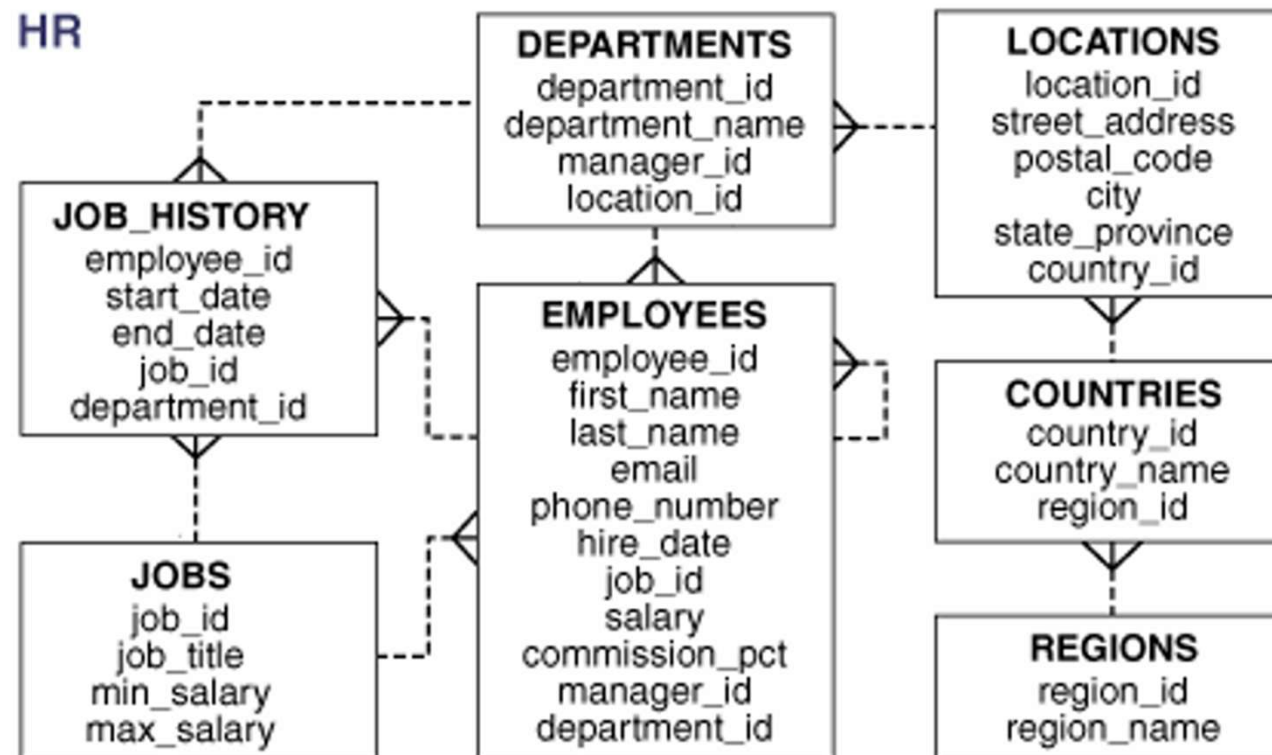 HR
DEPARTMENTS
department_id
department_name
manager_id
location_id
LOCATIONS
location_id
street_address
postal_code
city
state_province
country_id
JOB_HISTORY
employee_id
start_date
end_date
job_id
department_id
EMPLOYEES
employee_id
first_name
last_name
email
phone_number
hire_date
job_id
salary
commission_pct
manager_id
department_id
COUNTRIES
country_id
country_name
region_id
JOBS
job_id
job_title
min_salary
max_salary
REGIONS
region_id
region_name